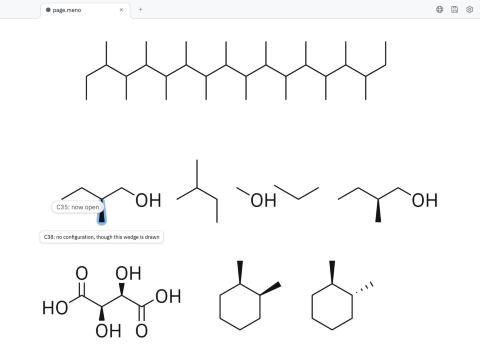 page.meno
OH
OH
OH
C35: now open
C38: no configuration, though this wedge is drawn
O
OH
HO
OH
OH
O